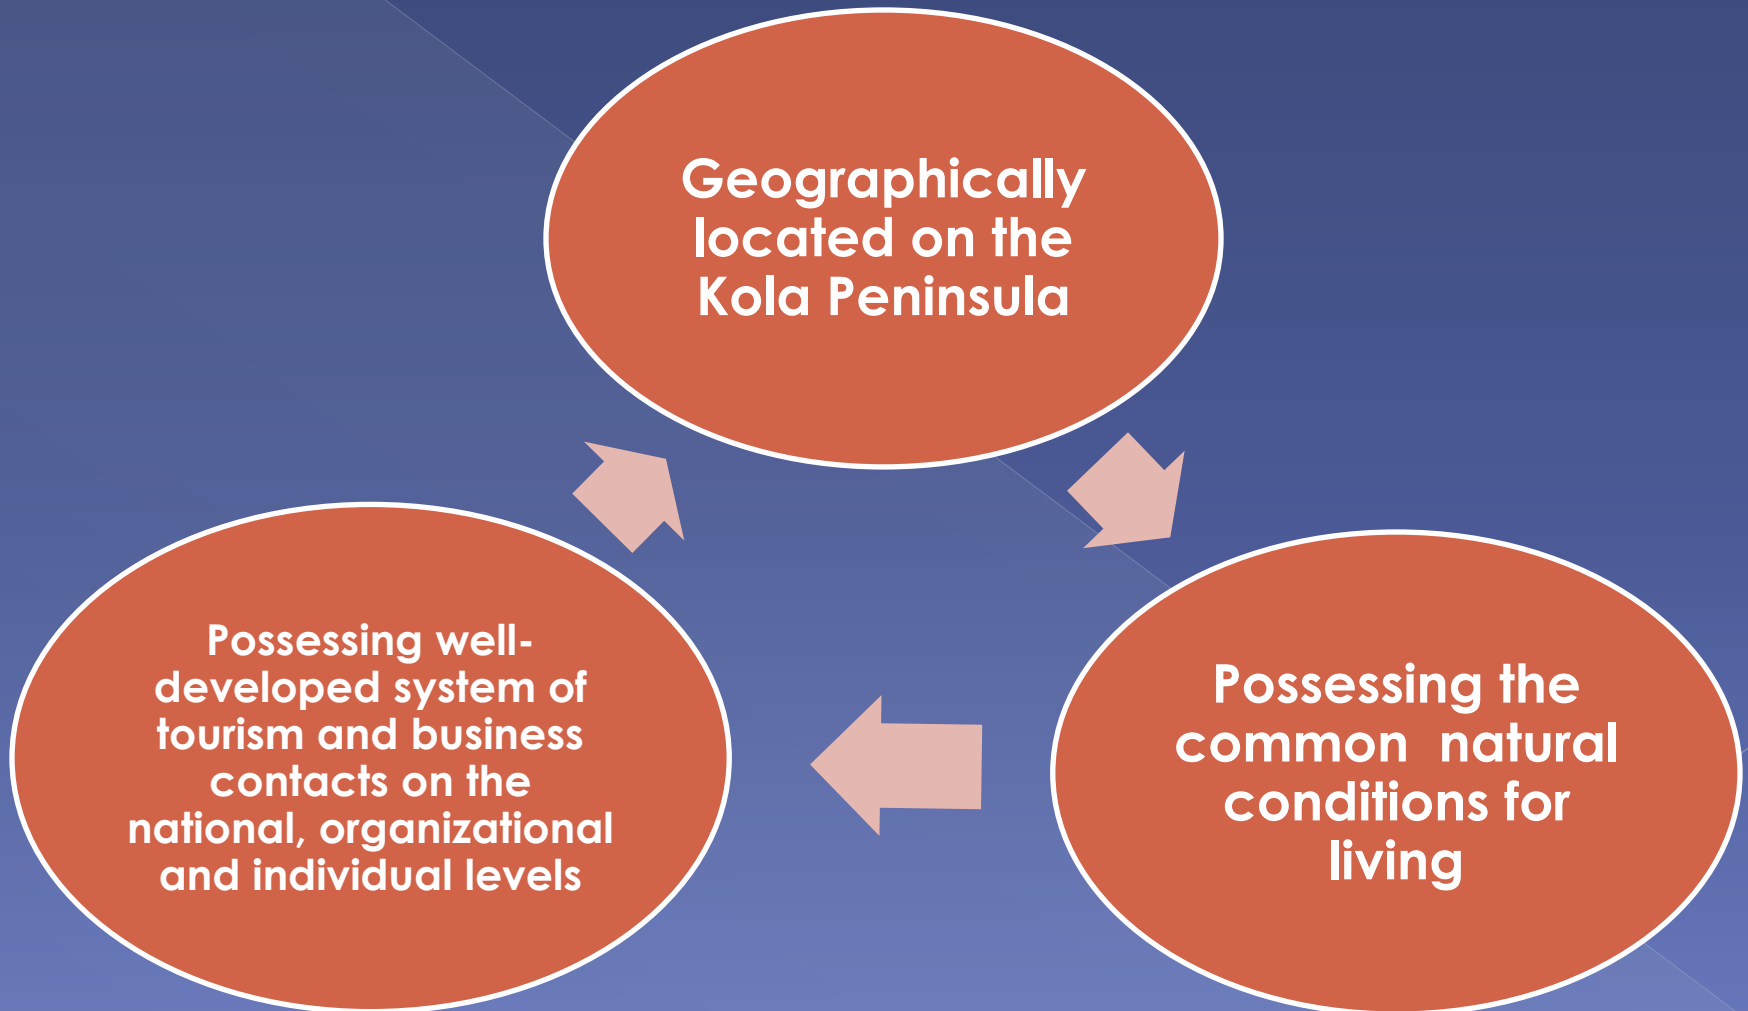 Geographically
located on the
Kola Peninsula
Possessing the
common natural
conditions for
living
Possessing well-
developed system of
tourism and business
contacts on the
national, organizational
and individual levels